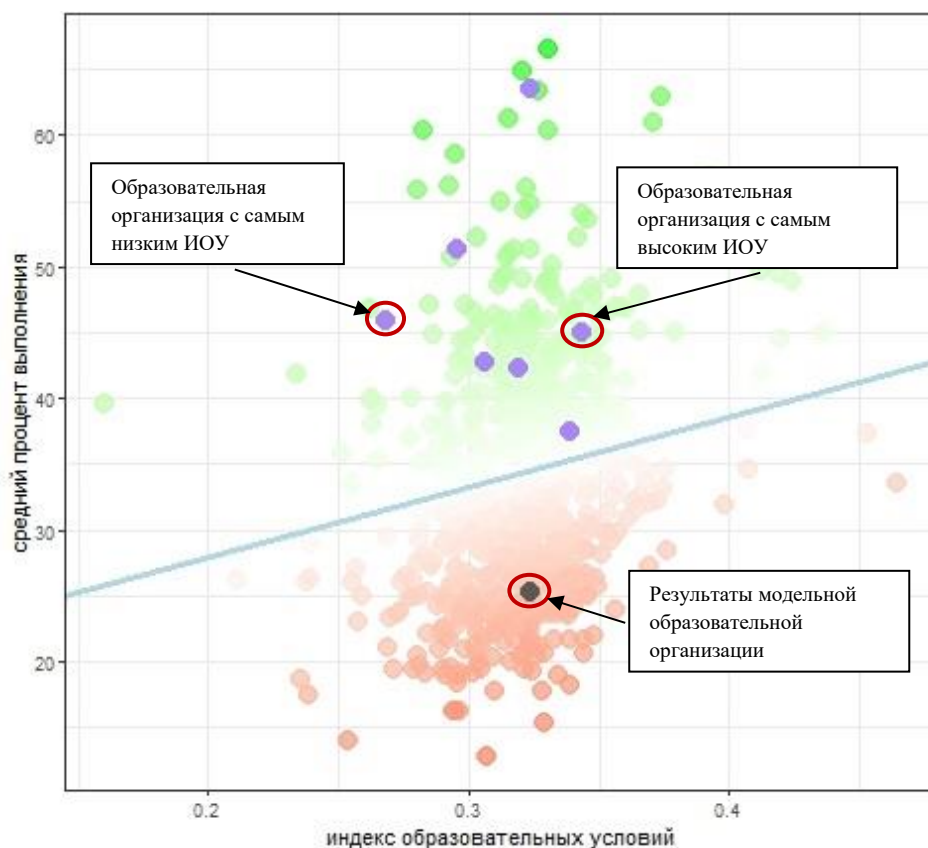 60
50
40
30
20
средний процент выполнения
Образовательная
организация с самым
низким ИОУ
Образовательная
организация с самым
высоким ИОУ
Результаты модельной
образовательной
организации
0.2
0.3
0.4
индекс образовательных условий